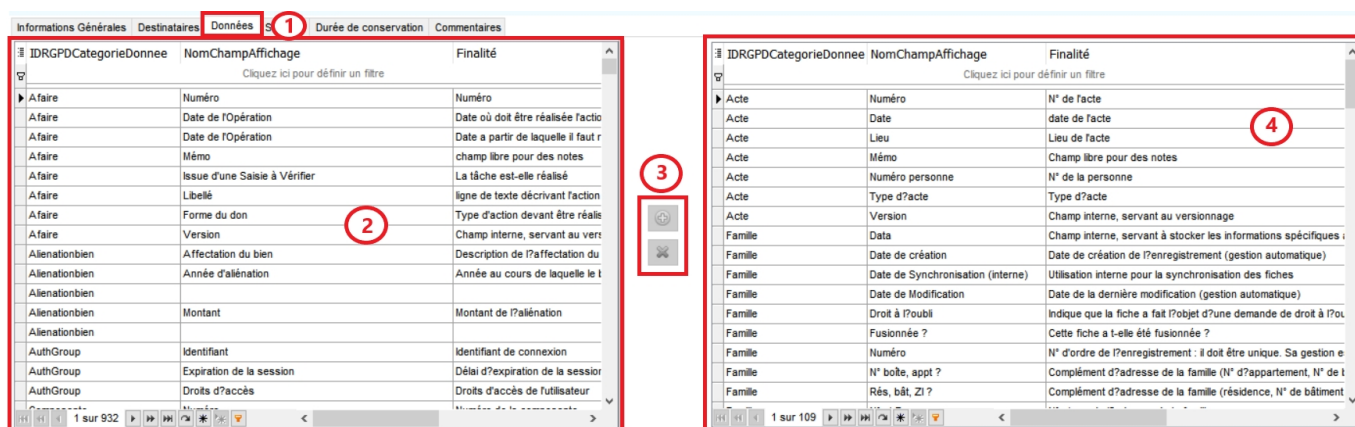 Informations Générales Destinataires Données 1 Durée de conservation Commentaires
IDRGPDCategorieDonnee NomChampAffichage Finalité
Cliquez ici pour définir un filtre
Afaire Numéro Numéro
Afaire Date de l'Opération Date où doit être réalisée l'actio
Afaire Date de l'Opération Date a partir de laquelle il faut r
Afaire Mémo champ libre pour des notes
Afaire Issue d'une Saisie à Vérifier La tâche est-elle réalisé
Afaire Libellé ligne de texte décrivant l'action
Afaire Forme du don Type d'action devant être réalis
Afaire Version Champ interne, servant au vers
Alienationbien Affectation du bien Description de l?affectation du
Alienationbien Année d'aliénation Année au cours de laquelle le b
Alienationbien
Alienationbien Montant Montant de l?aliénation
Alienationbien
AuthGroup Identifiant Identifiant de connexion
AuthGroup Expiration de la session Délai d?expiration de la session
AuthGroup Droits d?accès Droits d'accès de l'utilisateur
1 sur 932
2
3
IDRGPDCategorieDonnee NomChampAffichage Finalité
Cliquez ici pour définir un filtre
Acte Numéro N° de l'acte
Acte Date date de l'acte
Acte Lieu Lieu de l'acte
Acte Mémo Champ libre pour des notes
Acte Numéro personne N° de la personne
Acte Type d?acte Type d?acte
Acte Version Champ interne, servant au versionnage
Famille Data Champ interne, servant à stocker les informations spécifiques
Famille Date de création Date de création de l?enregistrement (gestion automatique)
Famille Date de Synchronisation (interne) Utilisation interne pour la synchronisation des fiches
Famille Date de Modification Date de la dernière modification (gestion automatique)
Famille Droit à l?oubli Indique que la fiche a fait l?objet d?une demande de droit à l?ou
Famille Fusionnée ? Cette fiche a t-elle été fusionnée ?
Famille Numéro N° d'ordre de l?enregistrement : il doit être unique. Sa gestion e
Famille N° boîte, appt ? Complément d?adresse de la famille (N° d?appartement, N° de b
Famille Rés, bât, ZI ? Complément d?adresse de la famille (résidence, N° de bâtiment
1 sur 109
4